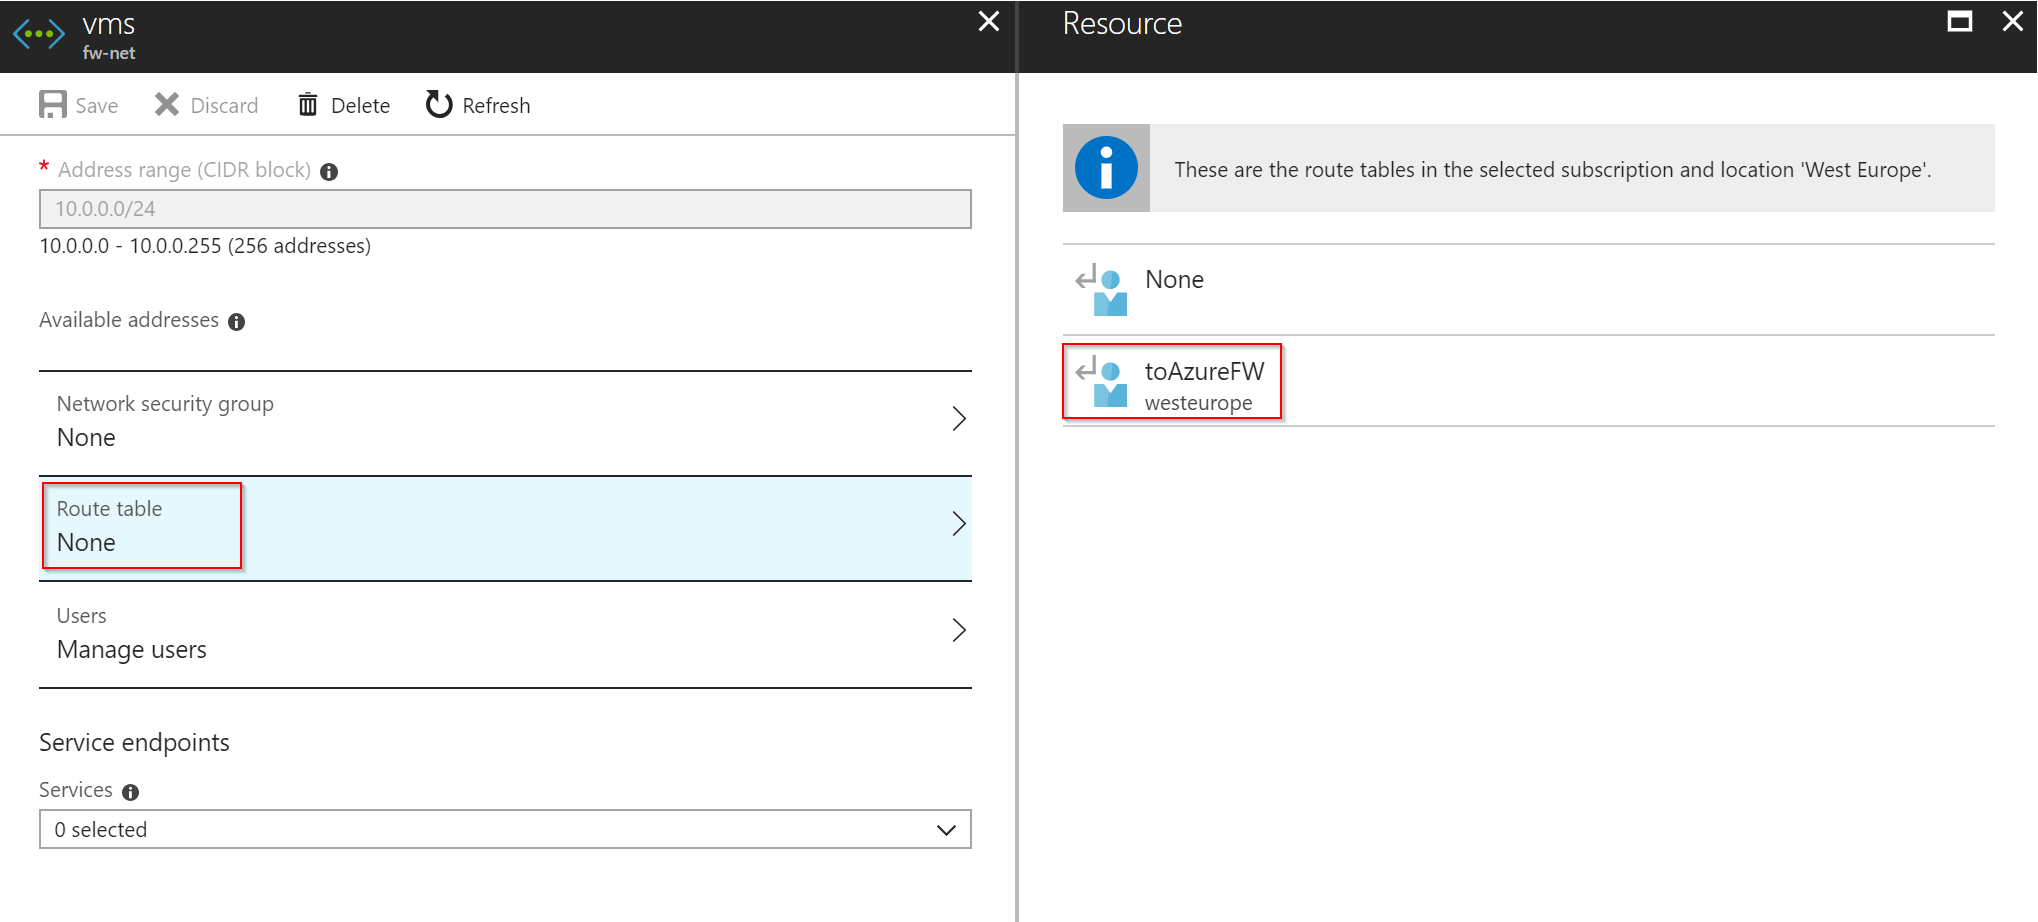 vms
fw-net
Save
Discard
Delete
Refresh
* Address range (CIDR block)
10.0.0.0/24
10.0.0.0 - 10.0.0.255 (256 addresses)
Available addresses
Network security group
None
Route table
None
Users
Manage users
Service endpoints
Services
0 selected
Resource
These are the route tables in the selected subscription and location 'West Europe'.
None
toAzureFW
westeurope